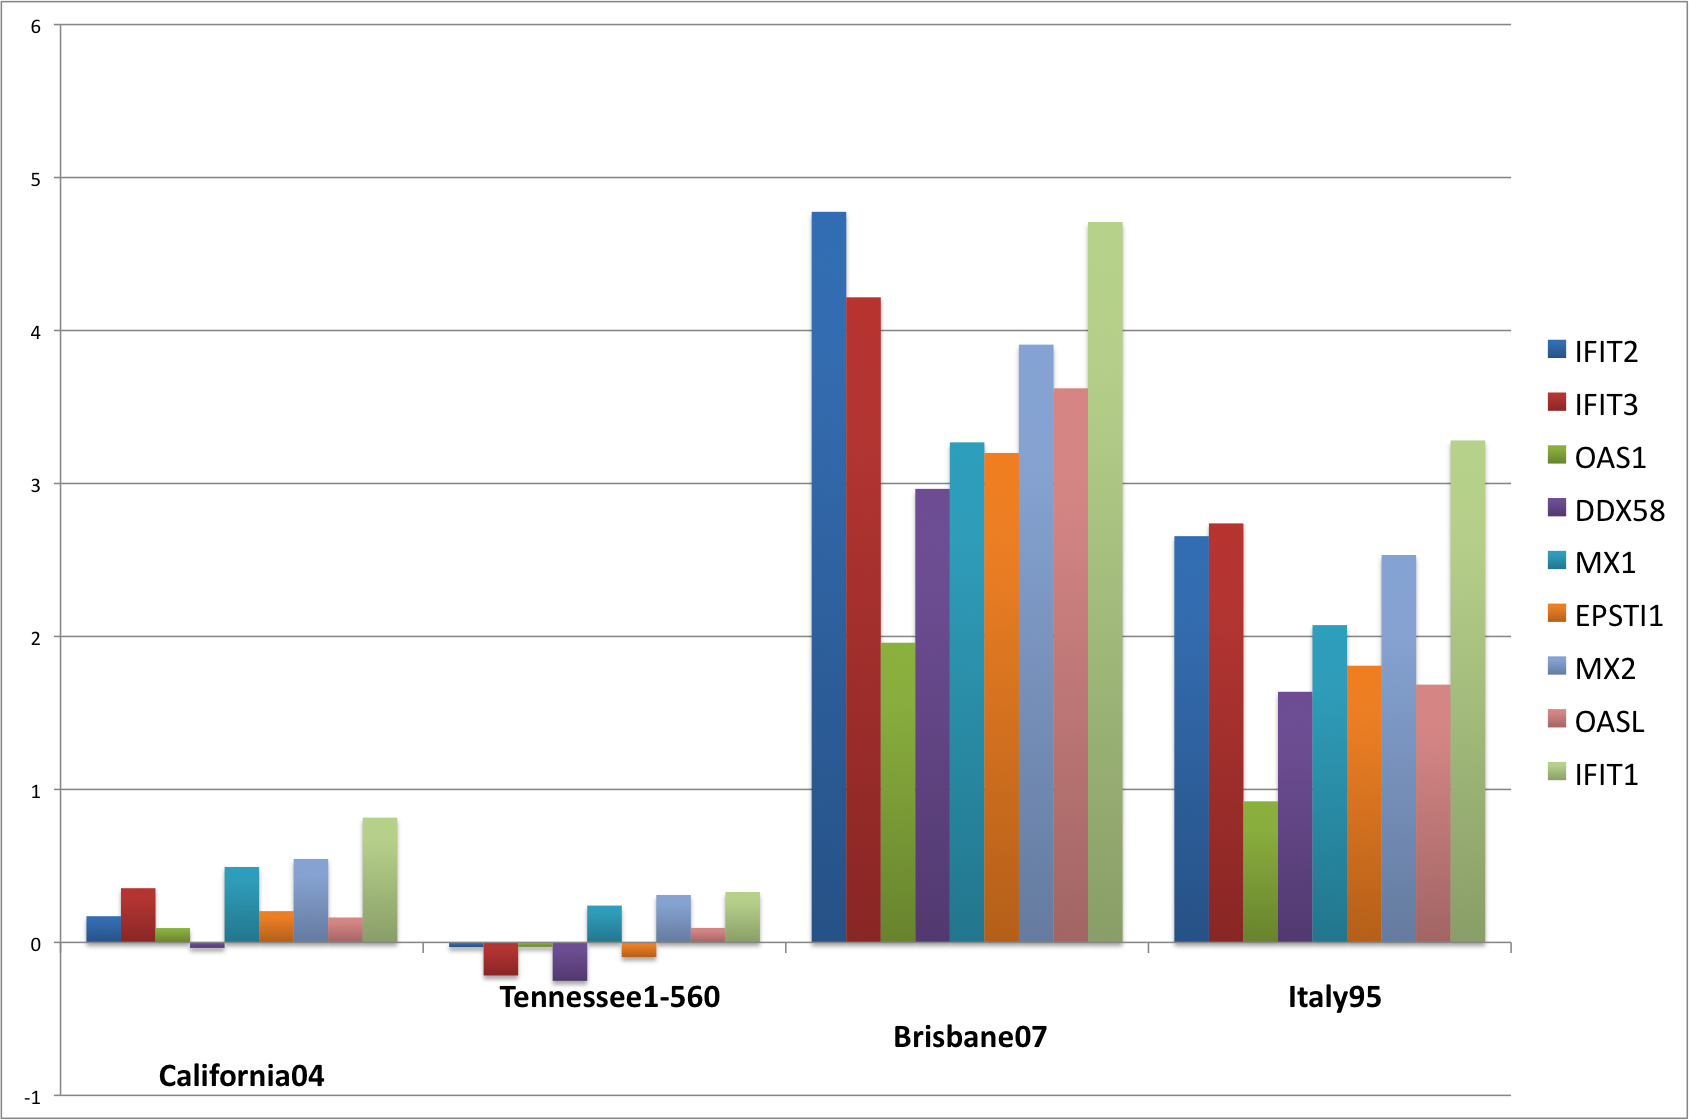 6
5
4
3
2
1
0
-1
Tennessee1-560
Italy95
Brisbane07
California04
IFIT2
IFIT3
OAS1
DDX58
MX1
EPSTI1
MX2
OASL
IFIT1